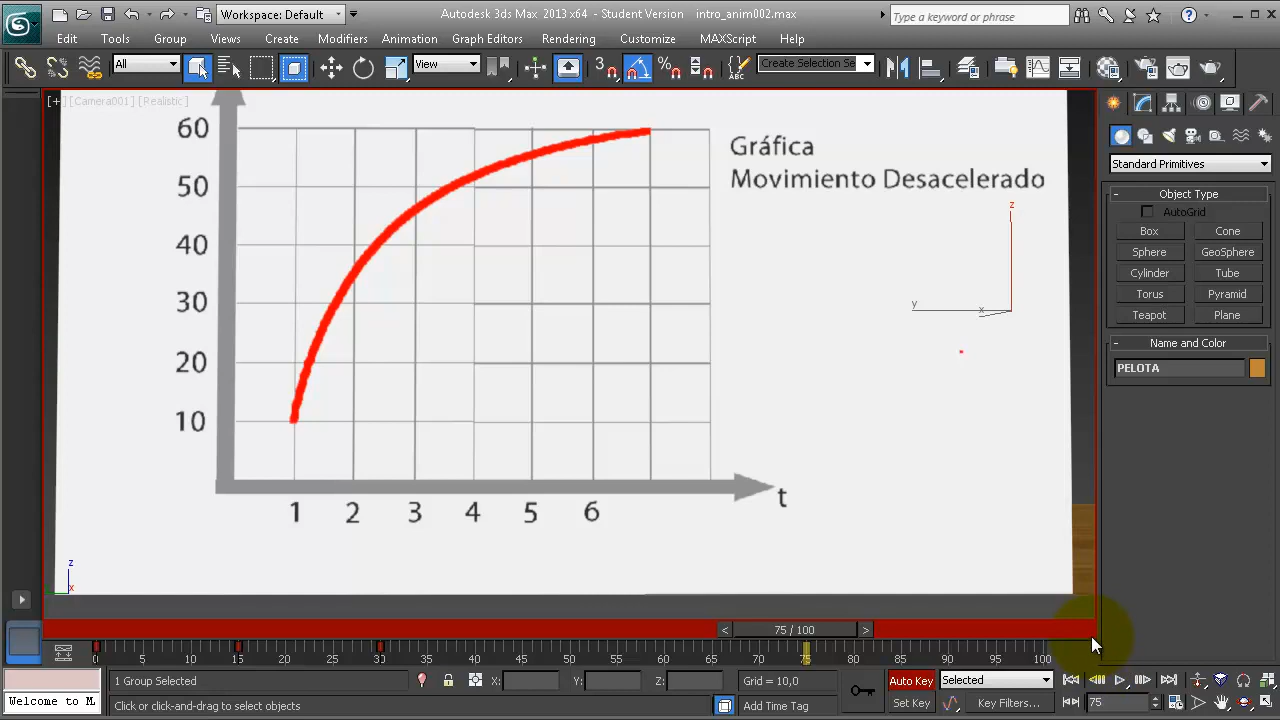 Workspace: Default
Autodesk 3ds Max 2013 x64 - Student Version intro_anim002.max
Type a keyword or phrase
Edit Tools Group Views Create Modifiers Animation Graph Editors Rendering Customize MAXScript Help
All View 3 Create Selection Se
[+] [Camera001] [Realistic]
60
50
40
30
20
10
1 2 3 4 5 6
t
Gráfica
Movimiento Desacelerado
z
y x
z
x
Standard Primitives
- Object Type
AutoGrid
Box Cone
Sphere GeoSphere
Cylinder Tube
Torus Pyramid
Teapot Plane
- Name and Color
PELOTA
< 75 / 100 >
0 5 10 15 20 25 30 35 40 45 50 55 60 65 70 75 80 85 90 95 100
1 Group Selected X: Y: Z: Grid = 10,0 Auto Key Selected
Welcome to M Click or click-and-drag to select objects Add Time Tag Set Key Key Filters... 75